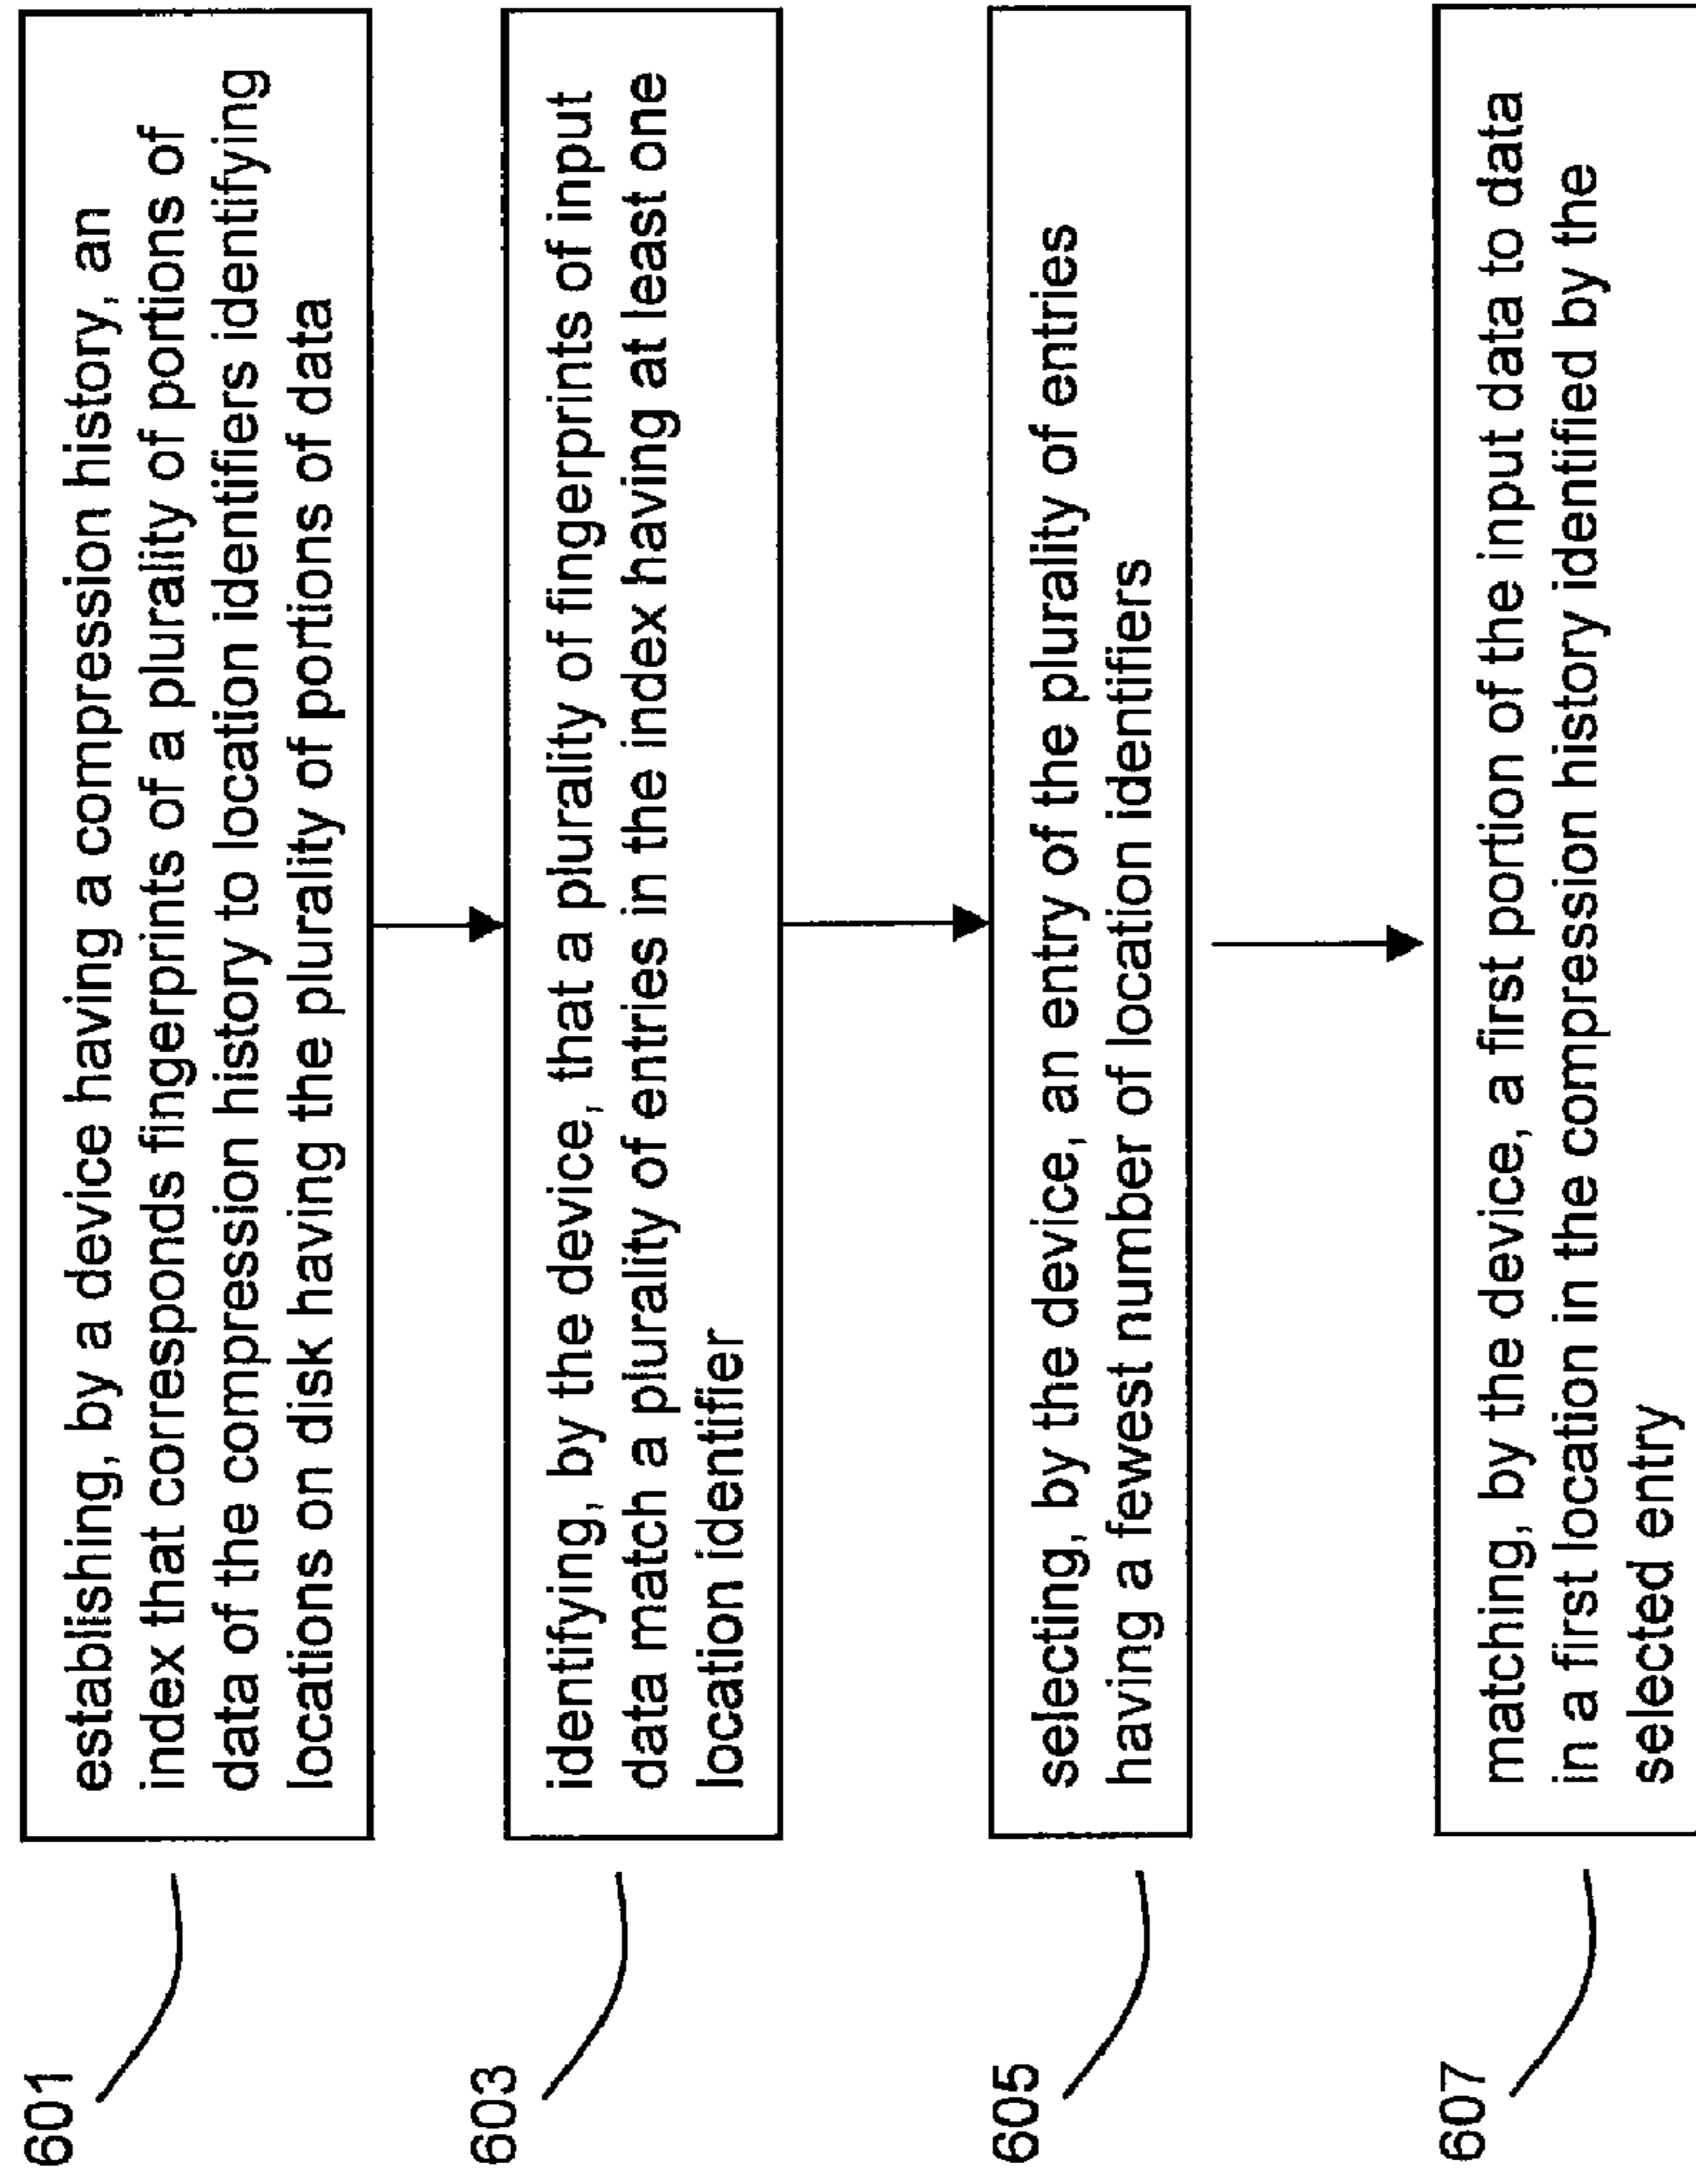 601
establishing, by a device having a compression history, an
index that corresponds fingerprints of a plurality of portions of
data of the compression history to location identifiers identifying
locations on disk having the plurality of portions of data
603
identifying, by the device, that a plurality of fingerprints of input
data match a plurality of entries in the index having at least one
location identifier
605
selecting, by the device, an entry of the plurality of entries
having a fewest number of location identifiers
607
matching, by the device, a first portion of the input data to data
in a first location in the compression history identified by the
selected entry